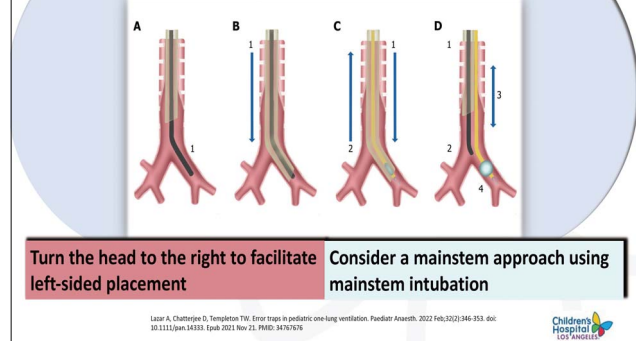 A B C D
1 1 1 1
3
1 2 2
4
Turn the head to the right to facilitate
left-sided placement
Consider a mainstem approach using
mainstem intubation
Lazar A, Chatterjee D, Templeton TW. Error traps in pediatric one-lung ventilation. Paediatr Anaesth. 2022 Feb;32(2):346-353. doi:
10.1111/pan.14333. Epub 2021 Nov 21. PMID: 34767676
Children's
Hospital
LOS ANGELES